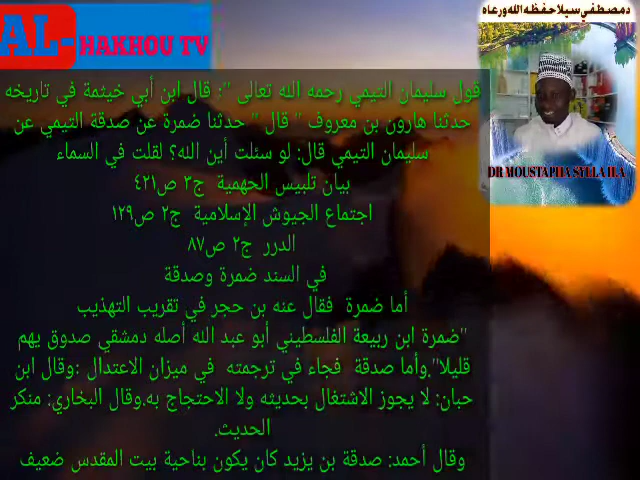 AL-HAKHOU TV
دمصطفي سيلا حفظه الله ورعاه
DR MOUSTAPHA SYLLA H.A
قول سليمان التيمي رحمه الله تعالى ": قال ابن أبي خيثمة في تاريخه
حدثنا هارون بن معروف " قال " حدثنا ضمرة عن صدقة التيمي عن
سليمان التيمي قال: لو سئلت أين الله؟ لقلت في السماء
بيان تلبيس الجهمية ج٣ ص٤٢١
اجتماع الجيوش الإسلامية ج٢ ص١٢٩
الدرر ج٢ ص٨٧
في السند ضمرة وصدقة
أما ضمرة فقال عنه بن حجر في تقريب التهذيب
"ضمرة ابن ربيعة الفلسطيني أبو عبد الله أصله دمشقي صدوق يهم
قليلا".وأما صدقة فجاء في ترجمته في ميزان الاعتدال :وقال ابن
حبان: لا يجوز الاشتغال بحديثه ولا الاحتجاج به.وقال البخاري: منكر
الحديث.
وقال أحمد: صدقة بن يزيد كان يكون بناحية بيت المقدس ضعيف